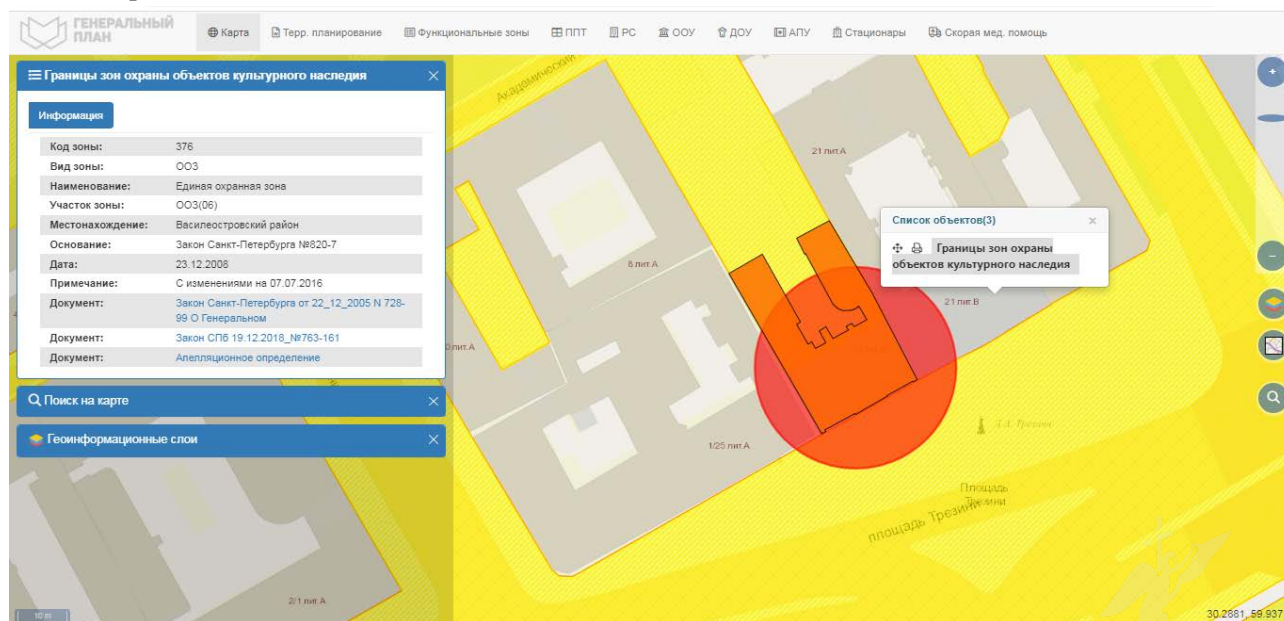 ГЕНЕРАЛЬНЫЙ
ПЛАН
Карта
Терр. планирование
Функциональные зоны
ППТ
РС
ООУ
ДОУ
АПУ
Стационары
Скорая мед. помощь
Границы зон охраны объектов культурного наследия
Информация
Код зоны: 376
Вид зоны: ООЗ
Наименование: Единая охранная зона
Участок зоны: ООЗ(06)
Местонахождение: Василеостровский район
Основание: Закон Санкт-Петербурга №820-7
Дата: 23.12.2008
Примечание: С изменениями на 07.07.2016
Документ: Закон Санкт-Петербурга от 22_12_2005 N 728-
99 О Генеральном
Документ: Закон СПб 19.12.2018_№763-161
Документ: Апелляционное определение
Поиск на карте
Геоинформационные слои
Академический
21 лит.А
8 лит.А
Список объектов(3)
Границы зон охраны
объектов культурного наследия
21 лит.В
лит.А
1/25 лит.А
Д.А. Трезини
Площадь
Трезини
площадь Трезини
2/1 лит.А
10 m
30.2881, 59.937